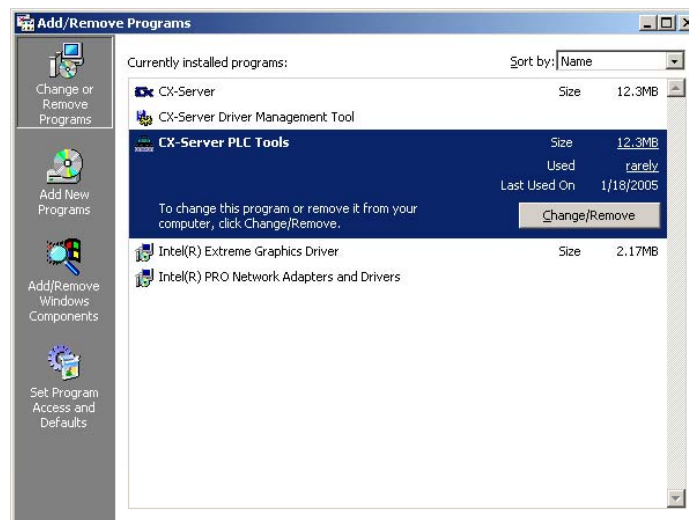 Add/Remove Programs
Change or
Remove
Programs
Add New
Programs
Add/Remove
Windows
Components
Set Program
Access and
Defaults
Currently installed programs:
Sort by: Name
CX-Server Size 12.3MB
CX-Server Driver Management Tool
CX-Server PLC Tools Size 12.3MB
Used rarely
Last Used On 1/18/2005
To change this program or remove it from your
computer, click Change/Remove.
Change/Remove
Intel(R) Extreme Graphics Driver Size 2.17MB
Intel(R) PRO Network Adapters and Drivers